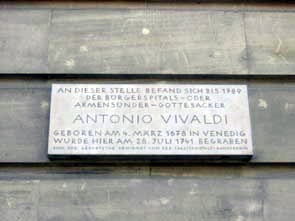 AN DIESER STELLE BEFAND SICH BIS 1789
DER BÜRGERSPITALS-ODER
ARMENSÜNDER-GOTTESACKER
ANTONIO VIVALDI
GEBOREN AM 4. MÄRZ 1678 IN VENEDIG
WURDE HIER AM 28. JULI 1741 BEGRABEN